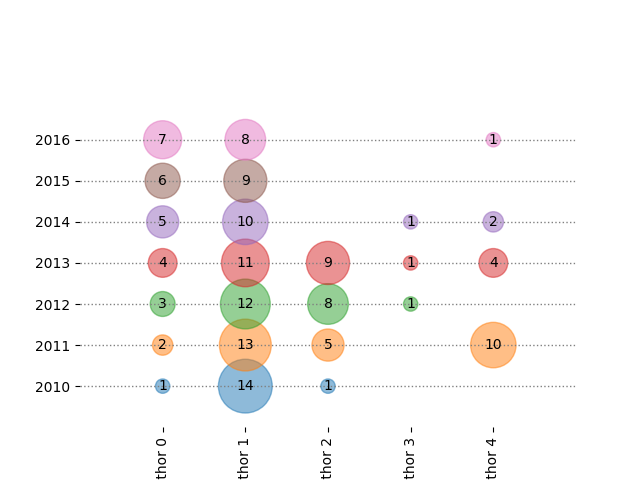 2016 7 8 1
2015 6 9
2014 5 10 1 2
2013 4 11 9 1 4
2012 3 12 8 1
2011 2 13 5 10
2010 1 14 1
thor 0
thor 1
thor 2
thor 3
thor 4